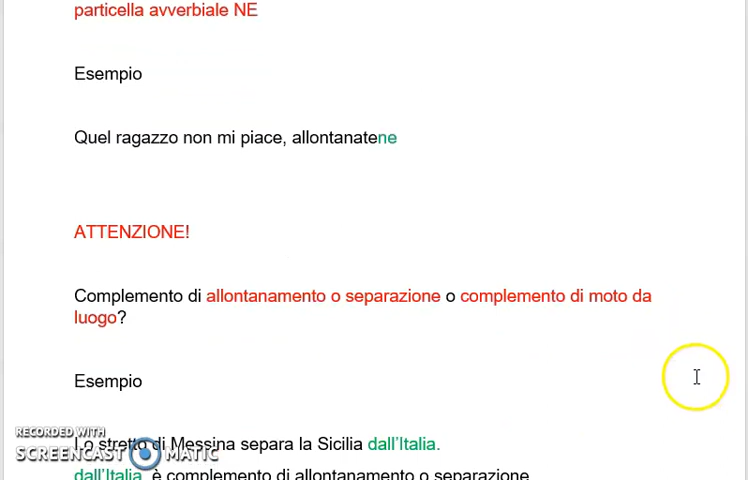 particella avverbiale NE
Esempio
Quel ragazzo non mi piace, allontanatene
ATTENZIONE!
Complemento di allontanamento o separazione o complemento di moto da
luogo?
Esempio
RECORDED WITH
Lo stretto di Messina separa la Sicilia dall'Italia.
SCREENCAST MATIC
dall'Italia è complemento di allontanamento o separazione